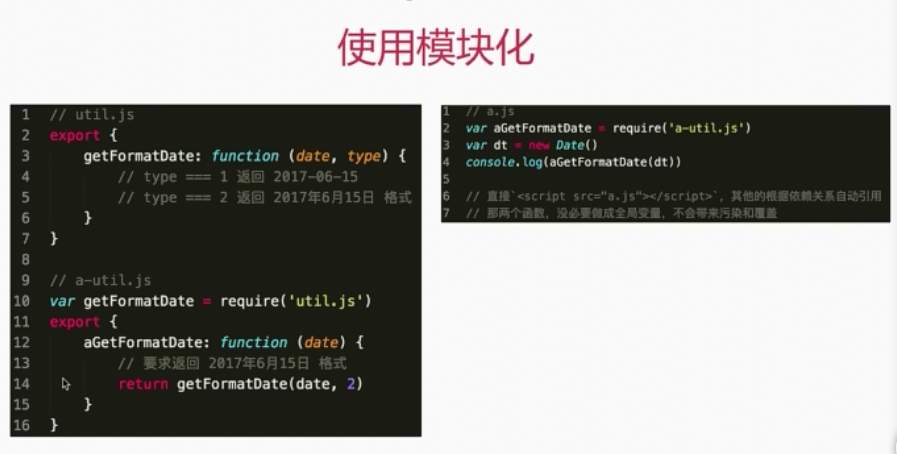 使用模块化
1 // util.js
2 export {
3 getFormatDate: function (date, type) {
4 // type === 1 返回 2017-06-15
5 // type === 2 返回 2017年6月15日 格式
6 }
7 }
8
9 // a-util.js
10 var getFormatDate = require('util.js')
11 export {
12 aGetFormatDate: function (date) {
13 // 要求返回 2017年6月15日 格式
14 return getFormatDate(date, 2)
15 }
16 }
1 // a.js
2 var aGetFormatDate = require('a-util.js')
3 var dt = new Date()
4 console.log(aGetFormatDate(dt))
5
6 // 直接`<script src="a.js"></script>`，其他的根据依赖关系自动引用
7 // 那两个函数，没必要做成全局变量，不会带来污染和覆盖